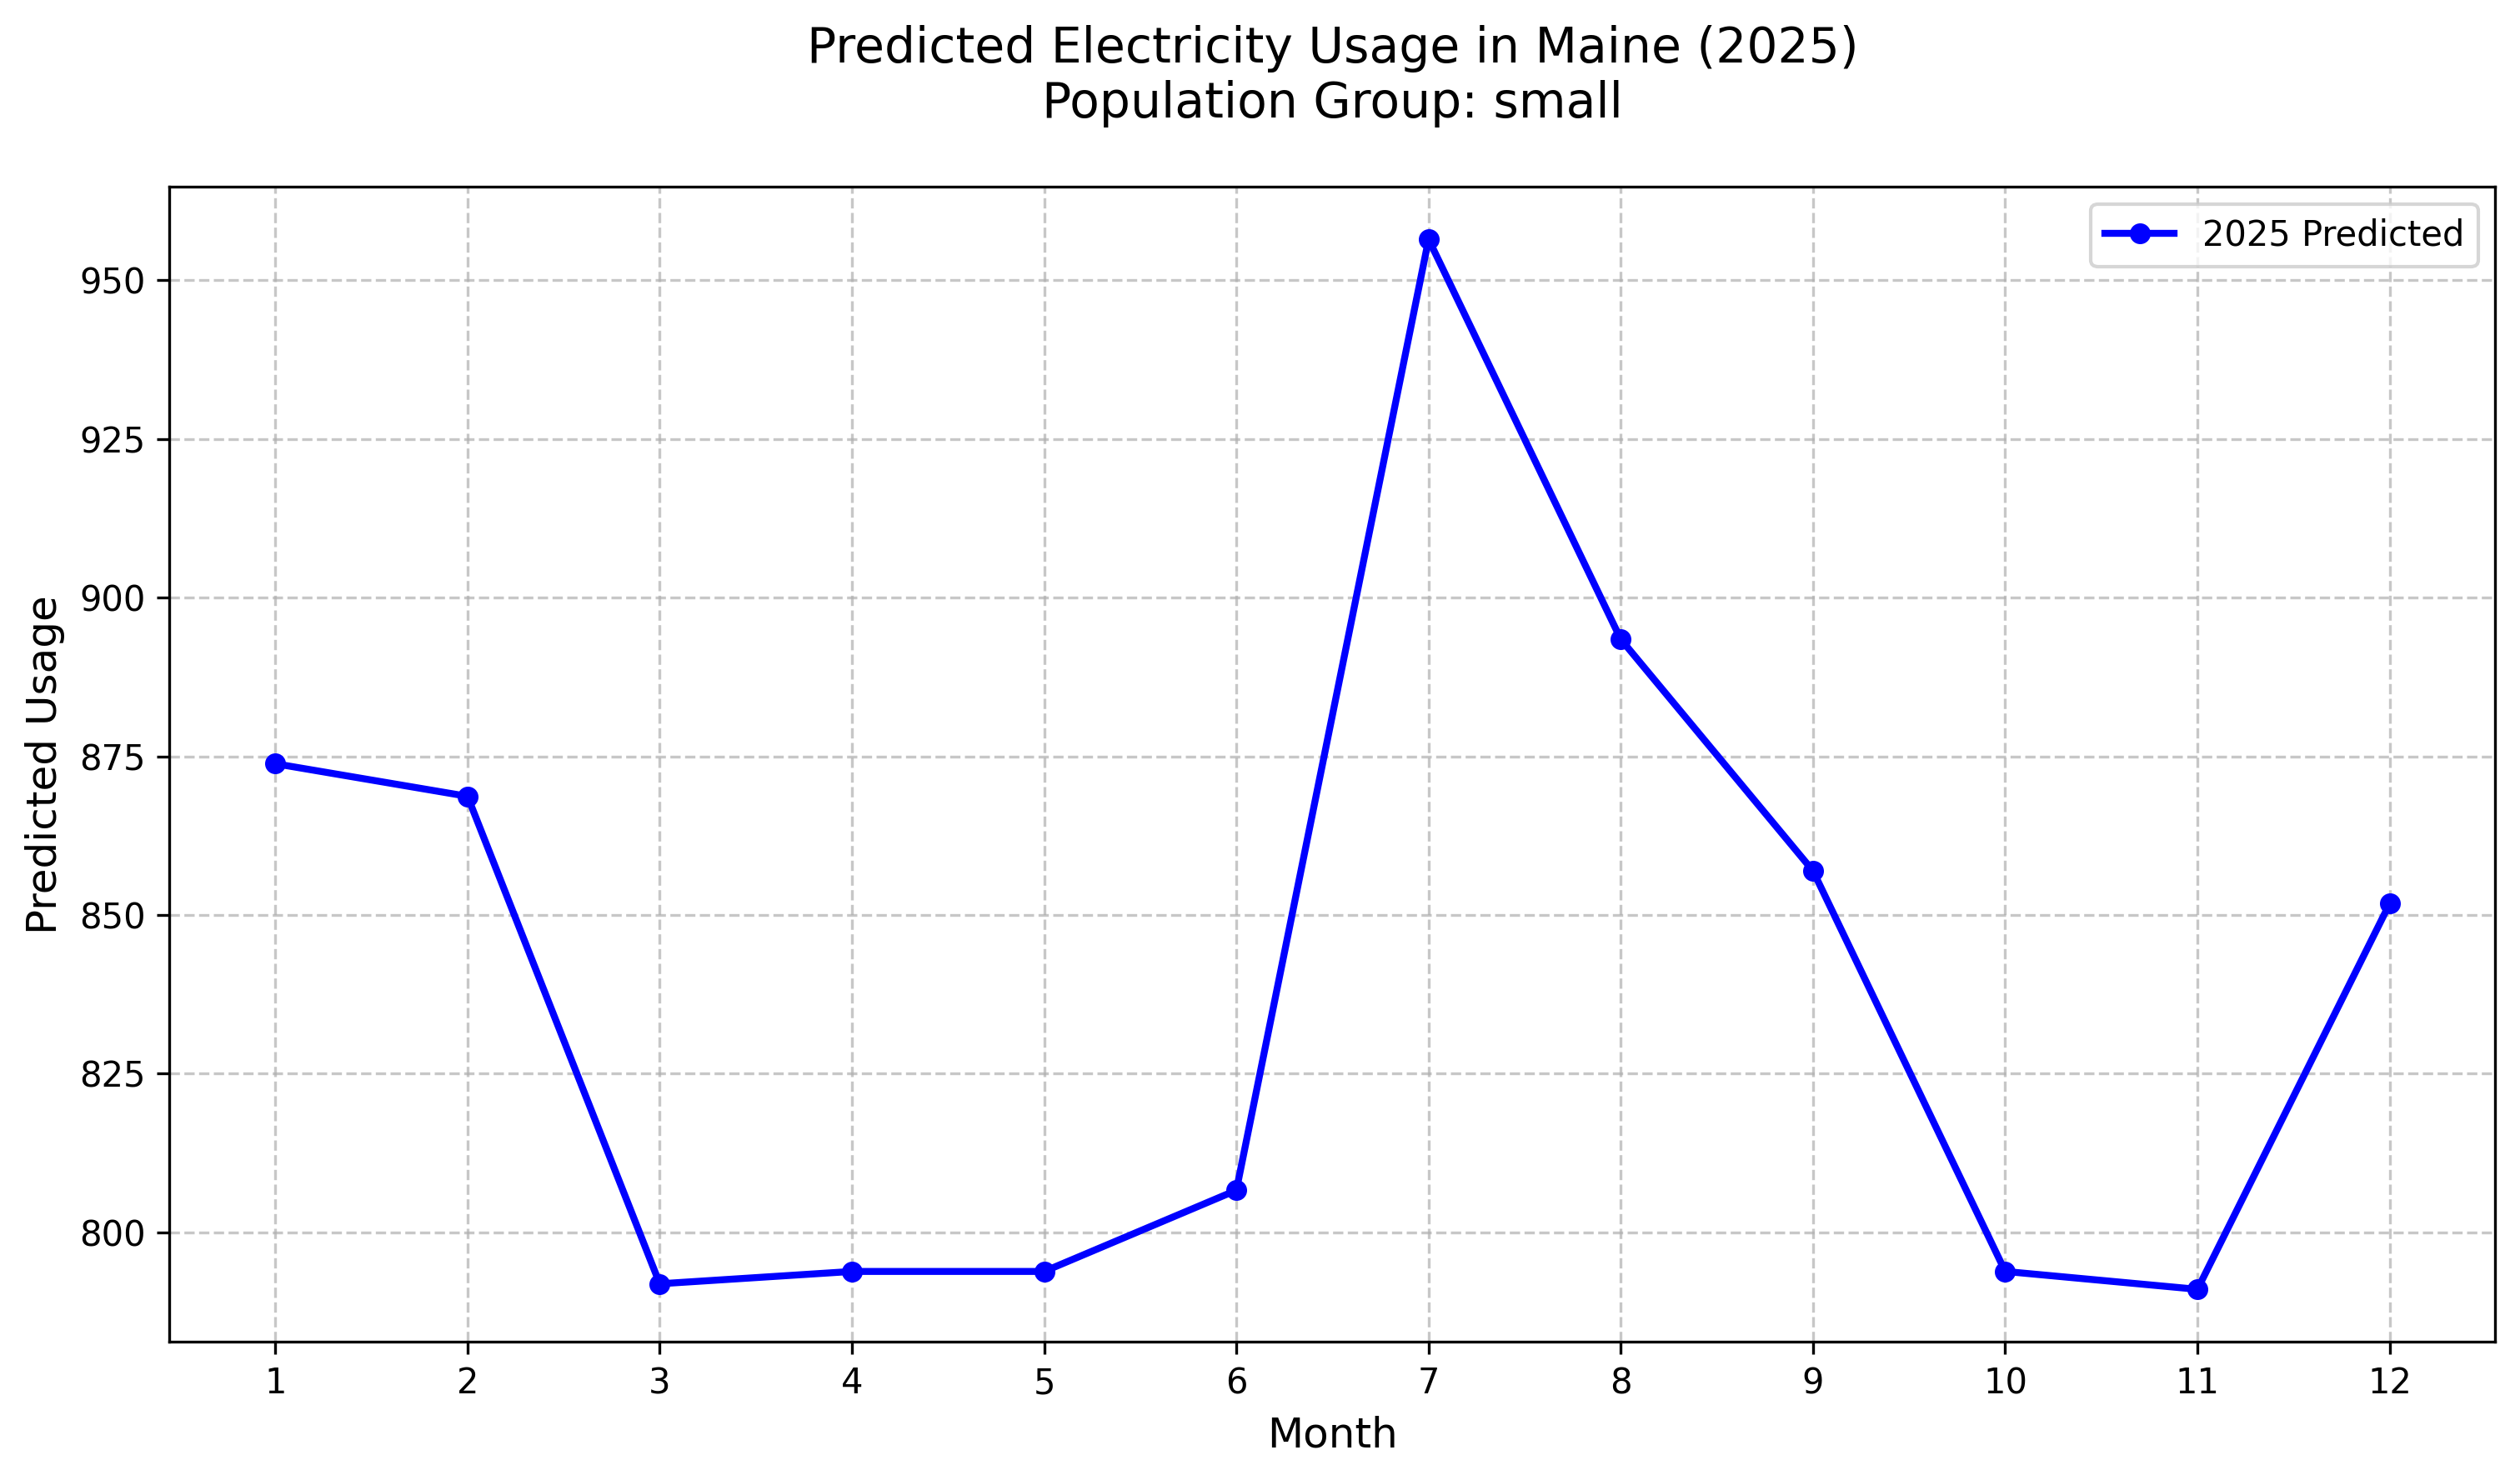 Predicted Electricity Usage in Maine (2025)
Population Group: small
2025 Predicted
Predicted Usage
950
925
900
875
850
825
800
1 2 3 4 5 6 7 8 9 10 11 12
Month